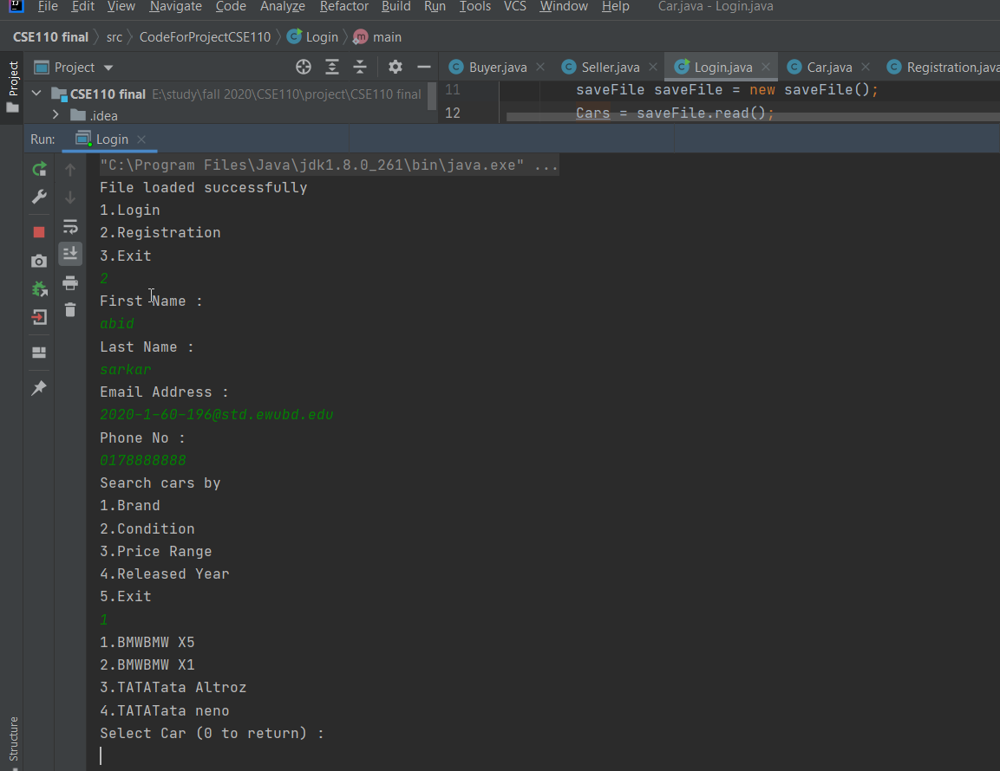 File Edit View Navigate Code Analyze Refactor Build Run Tools VCS Window Help Car.java - Login.java
CSE110 final src CodeForProjectCSE110 Login main
Project
Project Buyer.java Seller.java Login.java Car.java Registration.java
CSE110 final E:\study\fall 2020\CSE110\project\CSE110 final
.idea
11 saveFile saveFile = new saveFile();
12 Cars = saveFile.read();
Run: Login
"C:\Program Files\Java\jdk1.8.0_261\bin\java.exe" ...
File loaded successfully
1.Login
2.Registration
3.Exit
2
First Name :
abid
Last Name :
sarkar
Email Address :
2020-1-60-196@std.ewubd.edu
Phone No :
0178888888
Search cars by
1.Brand
2.Condition
3.Price Range
4.Released Year
5.Exit
1
1.BMWBMW X5
2.BMWBMW X1
3.TATATata Altroz
4.TATATata neno
Select Car (0 to return) :
Structure